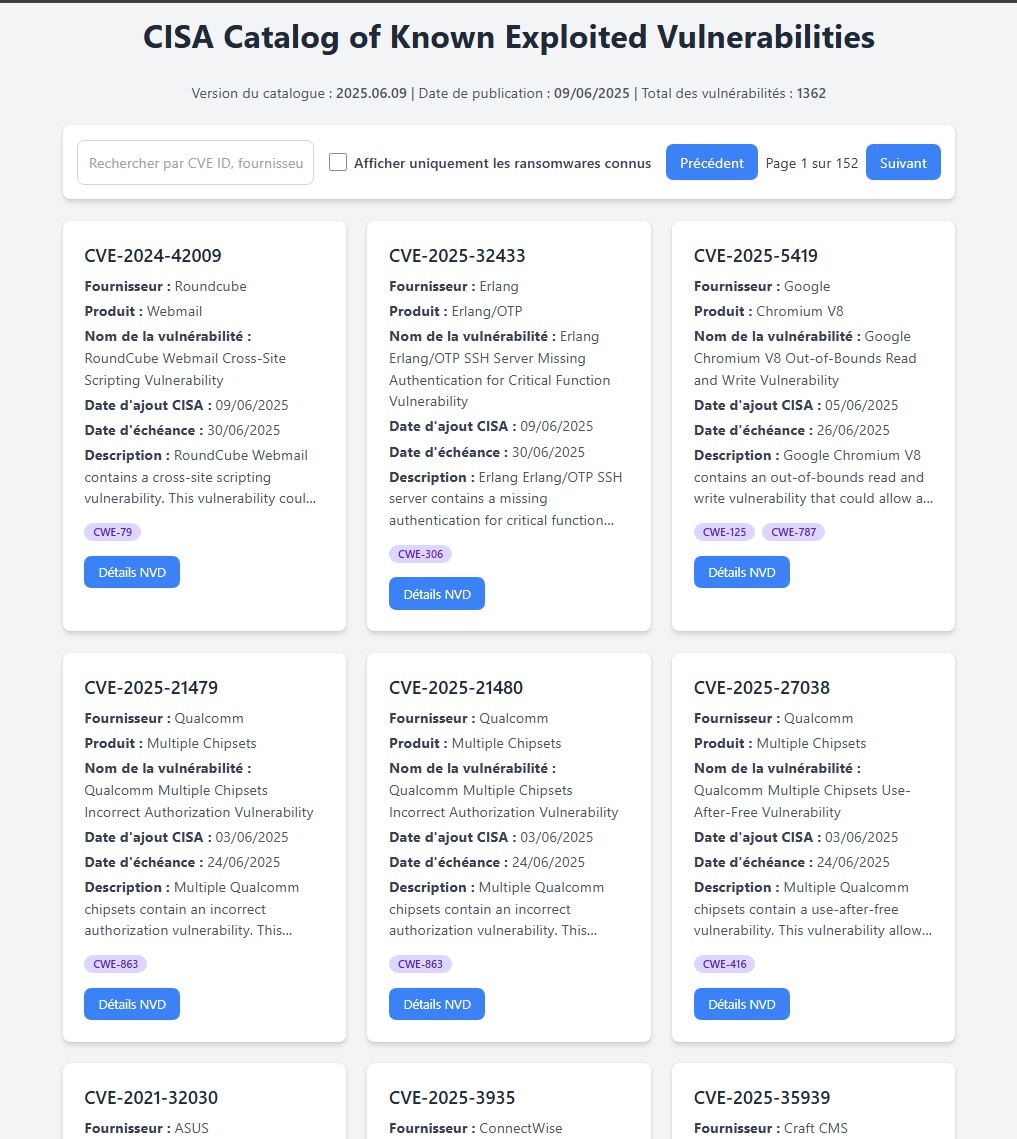 CISA Catalog of Known Exploited Vulnerabilities
Version du catalogue : 2025.06.09 | Date de publication : 09/06/2025 | Total des vulnérabilités : 1362
Rechercher par CVE ID, fournisseu
Afficher uniquement les ransomwares connus
Précédent
Page 1 sur 152
Suivant
CVE-2024-42009
Fournisseur : Roundcube
Produit : Webmail
Nom de la vulnérabilité :
RoundCube Webmail Cross-Site
Scripting Vulnerability
Date d'ajout CISA : 09/06/2025
Date d'échéance : 30/06/2025
Description : RoundCube Webmail
contains a cross-site scripting
vulnerability. This vulnerability coul...
CWE-79
Détails NVD
CVE-2025-32433
Fournisseur : Erlang
Produit : Erlang/OTP
Nom de la vulnérabilité : Erlang
Erlang/OTP SSH Server Missing
Authentication for Critical Function
Vulnerability
Date d'ajout CISA : 09/06/2025
Date d'échéance : 30/06/2025
Description : Erlang Erlang/OTP SSH
server contains a missing
authentication for critical function...
CWE-306
Détails NVD
CVE-2025-5419
Fournisseur : Google
Produit : Chromium V8
Nom de la vulnérabilité : Google
Chromium V8 Out-of-Bounds Read
and Write Vulnerability
Date d'ajout CISA : 05/06/2025
Date d'échéance : 26/06/2025
Description : Google Chromium V8
contains an out-of-bounds read and
write vulnerability that could allow a...
CWE-125
CWE-787
Détails NVD
CVE-2025-21479
Fournisseur : Qualcomm
Produit : Multiple Chipsets
Nom de la vulnérabilité :
Qualcomm Multiple Chipsets
Incorrect Authorization Vulnerability
Date d'ajout CISA : 03/06/2025
Date d'échéance : 24/06/2025
Description : Multiple Qualcomm
chipsets contain an incorrect
authorization vulnerability. This...
CWE-863
Détails NVD
CVE-2025-21480
Fournisseur : Qualcomm
Produit : Multiple Chipsets
Nom de la vulnérabilité :
Qualcomm Multiple Chipsets
Incorrect Authorization Vulnerability
Date d'ajout CISA : 03/06/2025
Date d'échéance : 24/06/2025
Description : Multiple Qualcomm
chipsets contain an incorrect
authorization vulnerability. This...
CWE-863
Détails NVD
CVE-2025-27038
Fournisseur : Qualcomm
Produit : Multiple Chipsets
Nom de la vulnérabilité :
Qualcomm Multiple Chipsets Use-
After-Free Vulnerability
Date d'ajout CISA : 03/06/2025
Date d'échéance : 24/06/2025
Description : Multiple Qualcomm
chipsets contain a use-after-free
vulnerability. This vulnerability allow...
CWE-416
Détails NVD
CVE-2021-32030
Fournisseur : ASUS
CVE-2025-3935
Fournisseur : ConnectWise
CVE-2025-35939
Fournisseur : Craft CMS